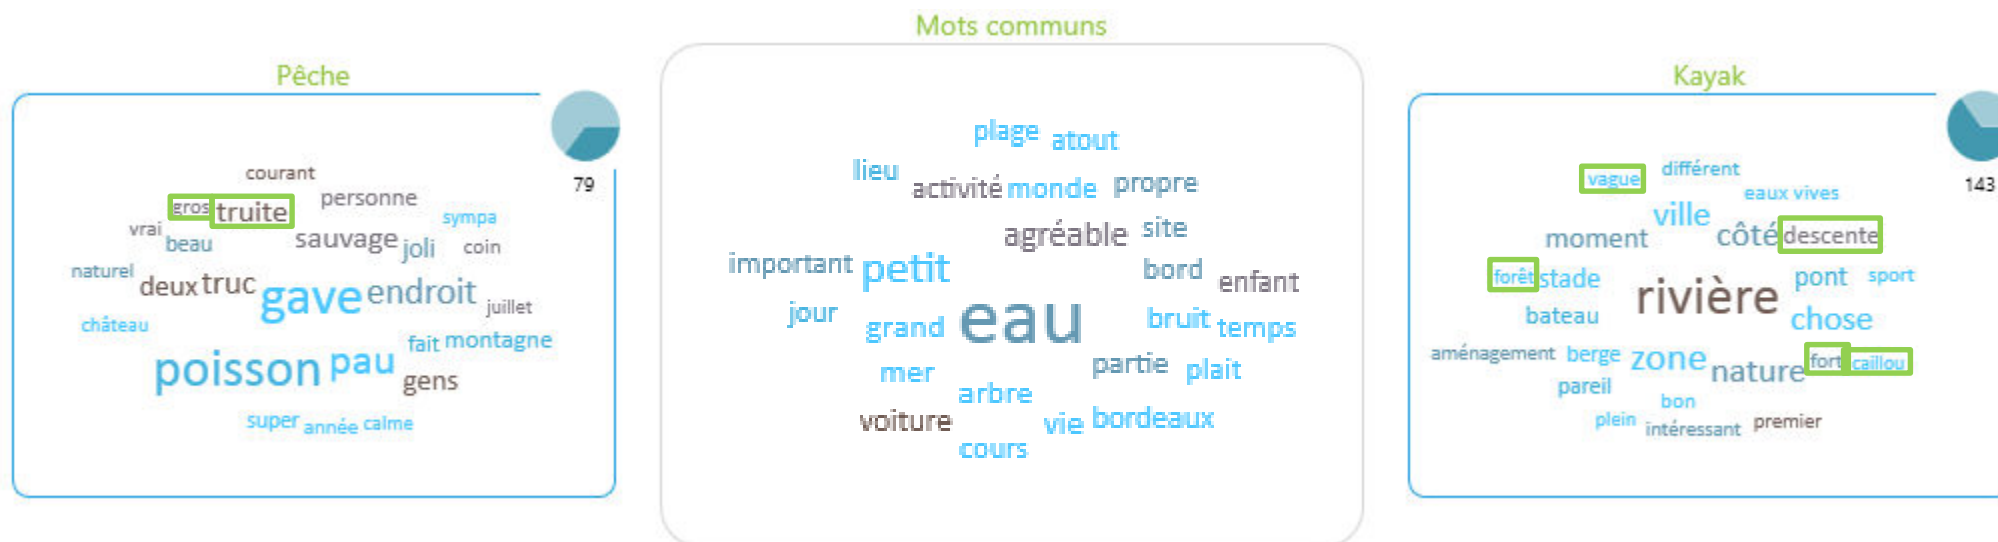 Mots communs
Pêche
Kayak
79
143
courant
gros truite personne
vrai beau sauvage joli sympa coin
naturel deux truc gave endroit juillet
château fait montagne
poisson pau gens
super année calme
plage atout
lieu activité monde propre
agréable site
important petit bord enfant
jour grand eau bruit temps
mer partie plait
arbre
voiture vie bordeaux
cours
vague différent
eaux vives
ville
moment côté descente
forêt stade rivière pont sport
bateau chose
aménagement berge zone nature fort caillou
pareil
bon
plein intéressant premier